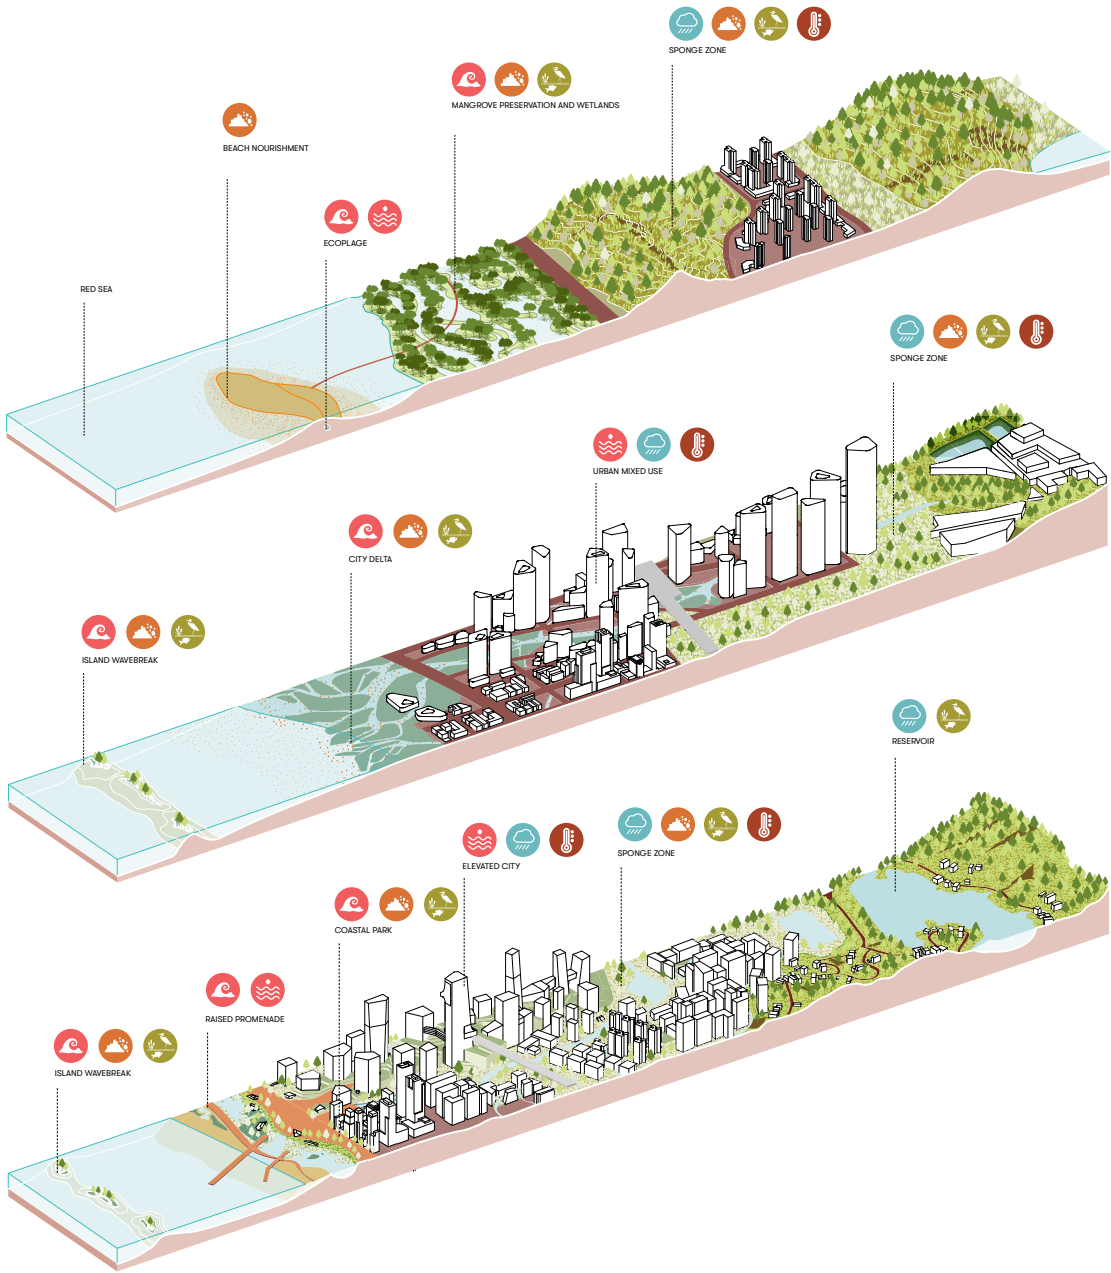 SPONGE ZONE
MANGROVE PRESERVATION AND WETLANDS
BEACH NOURISHMENT
ECOPLAGE
RED SEA
SPONGE ZONE
URBAN MIXED USE
CITY DELTA
ISLAND WAVEBREAK
RESERVOIR
SPONGE ZONE
ELEVATED CITY
COASTAL PARK
RAISED PROMENADE
ISLAND WAVEBREAK